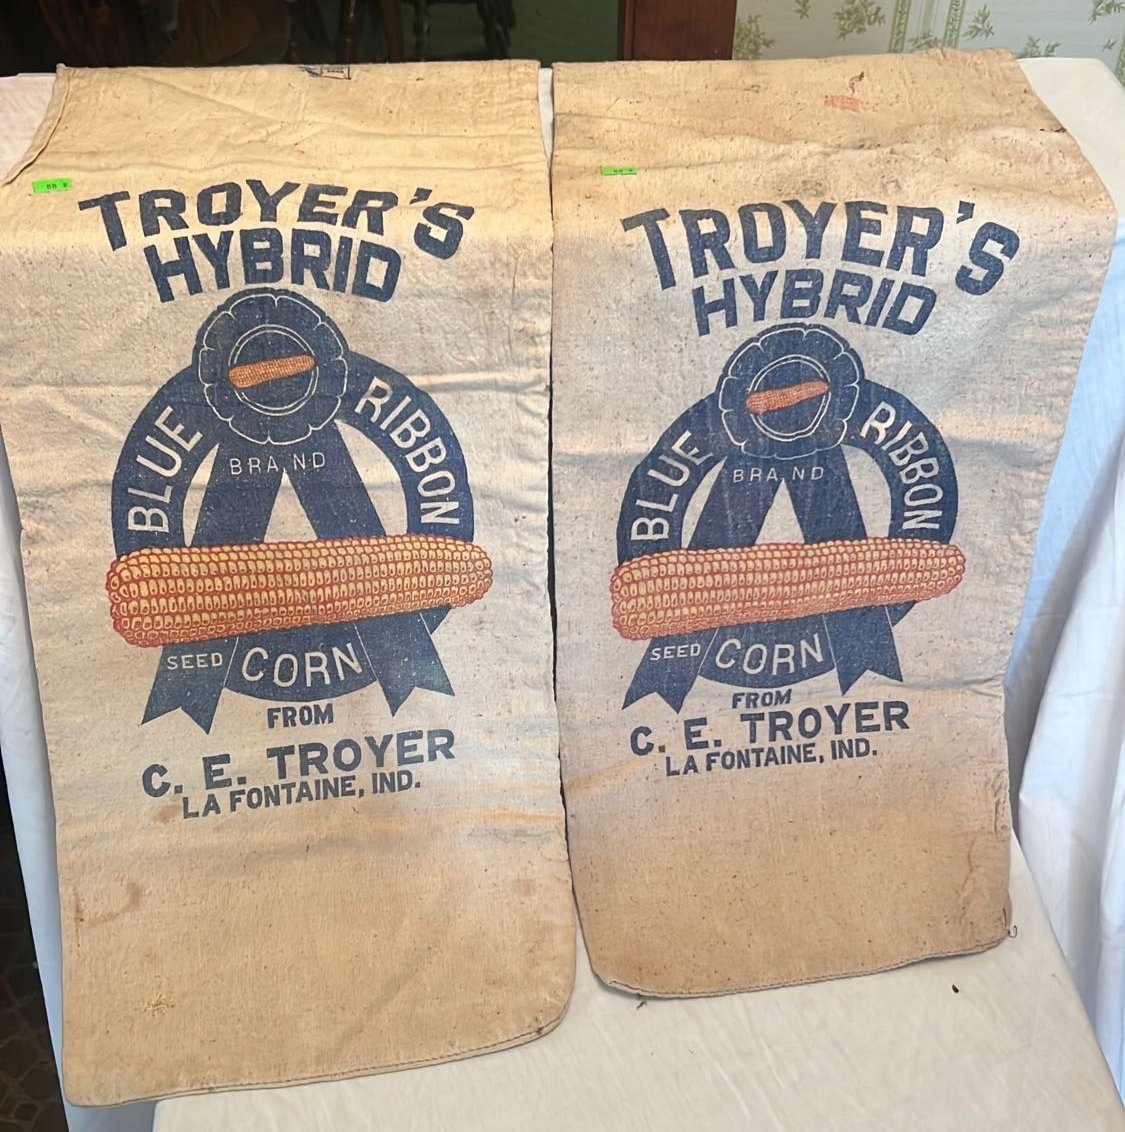 TROYER'S
HYBRID
BLUE RIBBON
BRAND
SEED CORN
FROM
C. E. TROYER
LA FONTAINE, IND.
TROYER'S
HYBRID
BLUE RIBBON
BRAND
SEED CORN
FROM
C. E. TROYER
LA FONTAINE, IND.